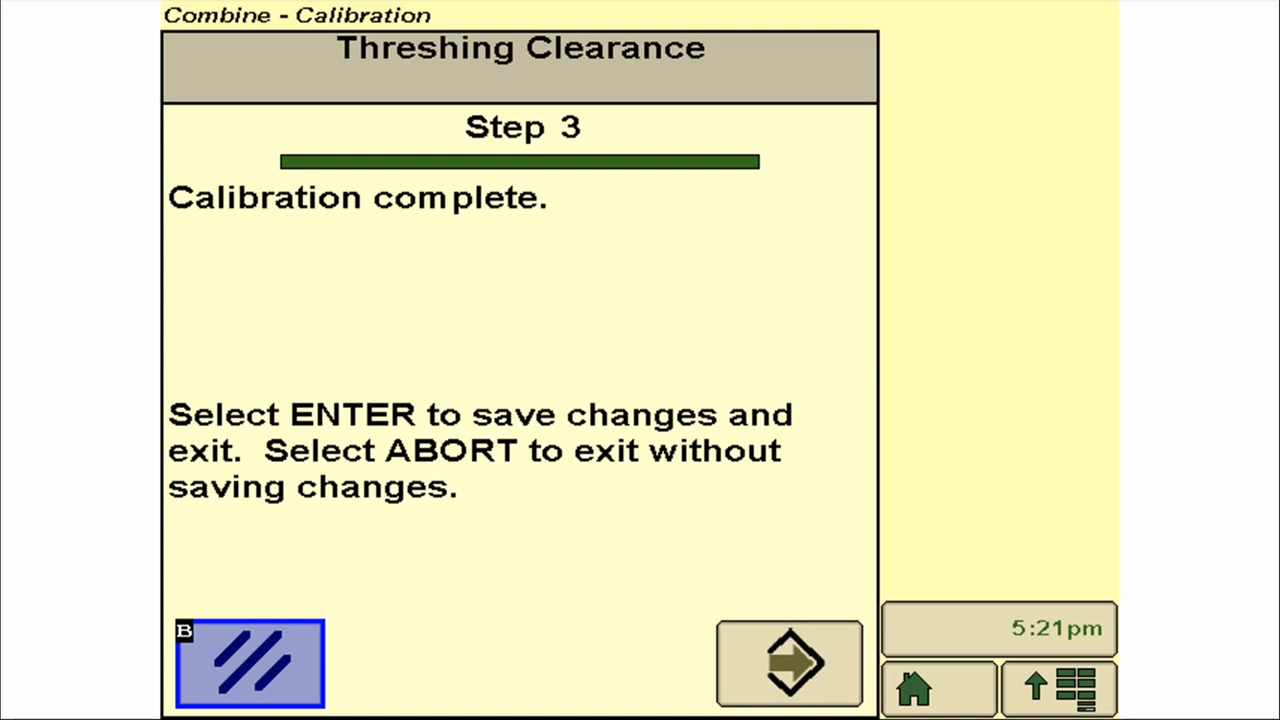 Combine - Calibration
Threshing Clearance
Step 3
Calibration complete.
Select ENTER to save changes and
exit. Select ABORT to exit without
saving changes.
B
5:21pm